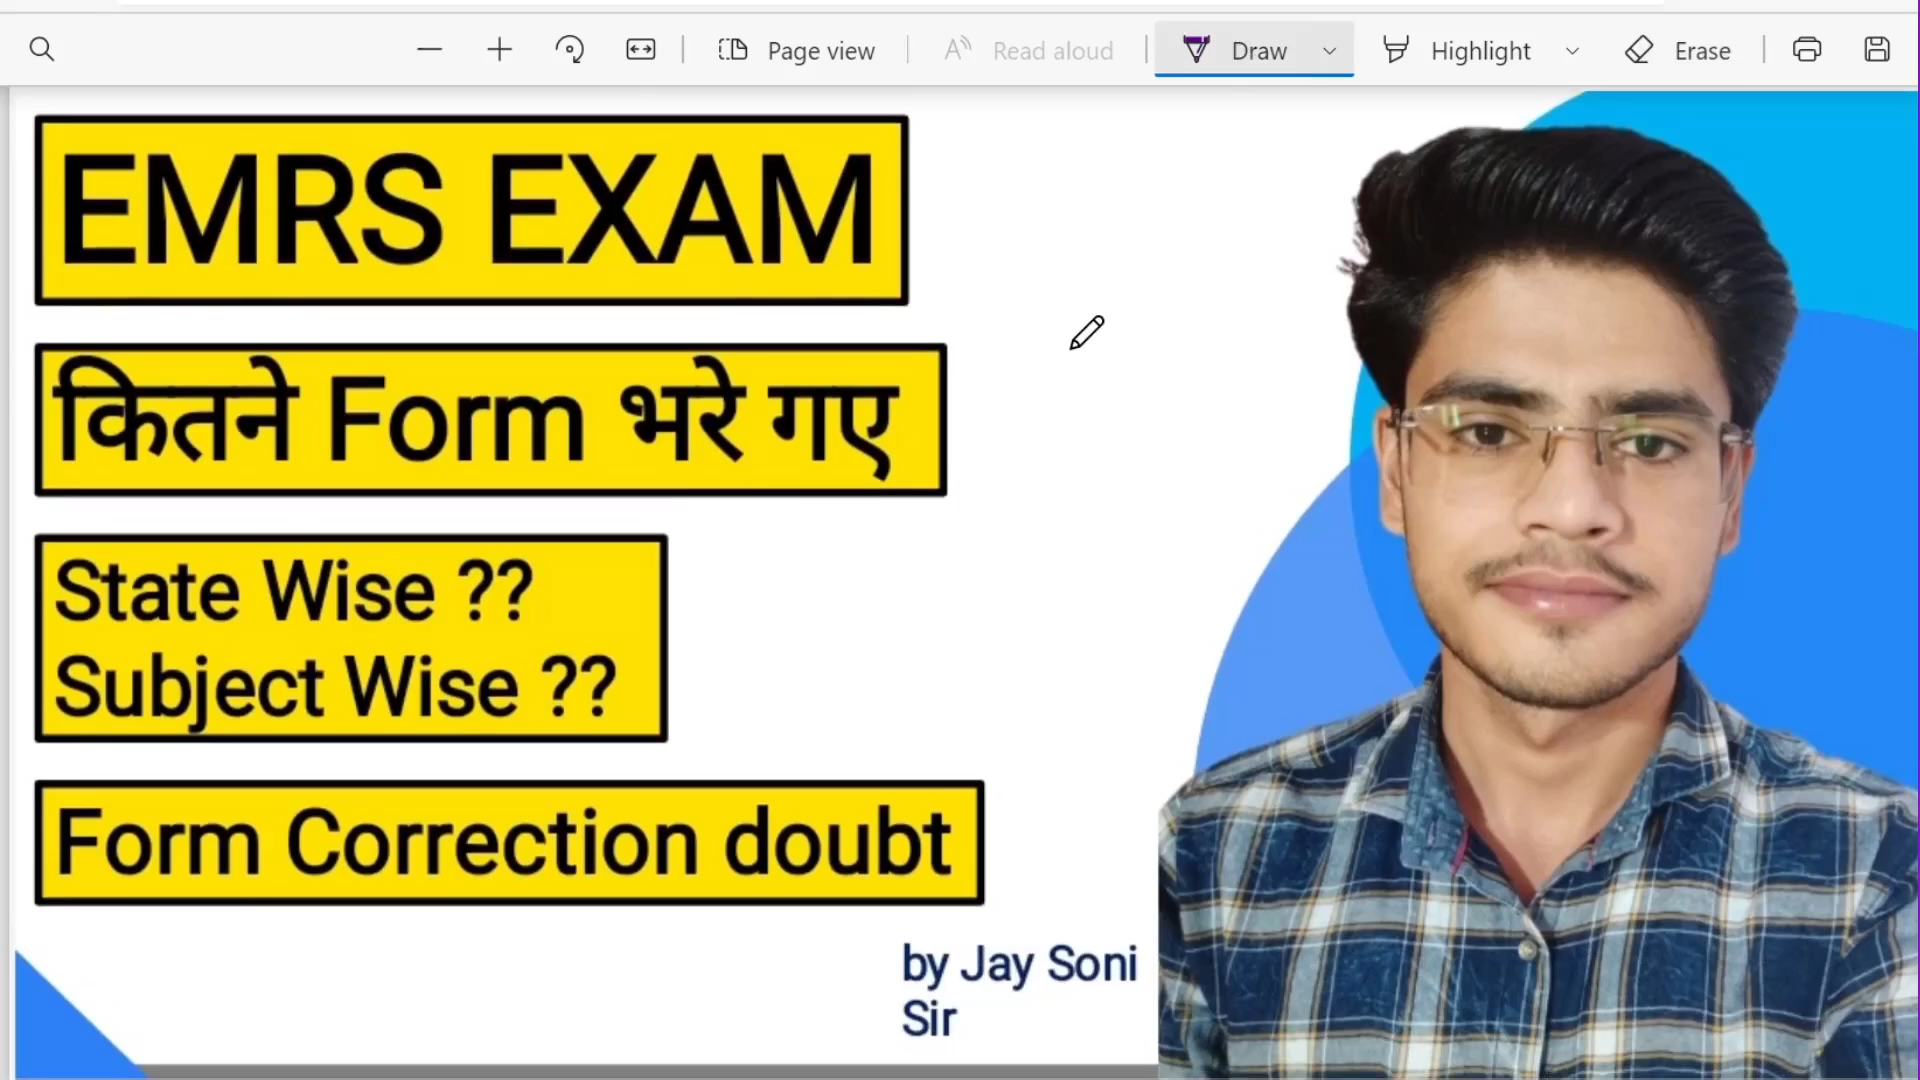 Page view
Read aloud
Draw
Highlight
Erase
EMRS EXAM
कितने Form भरे गए
State Wise ??
Subject Wise ??
Form Correction doubt
by Jay Soni
Sir